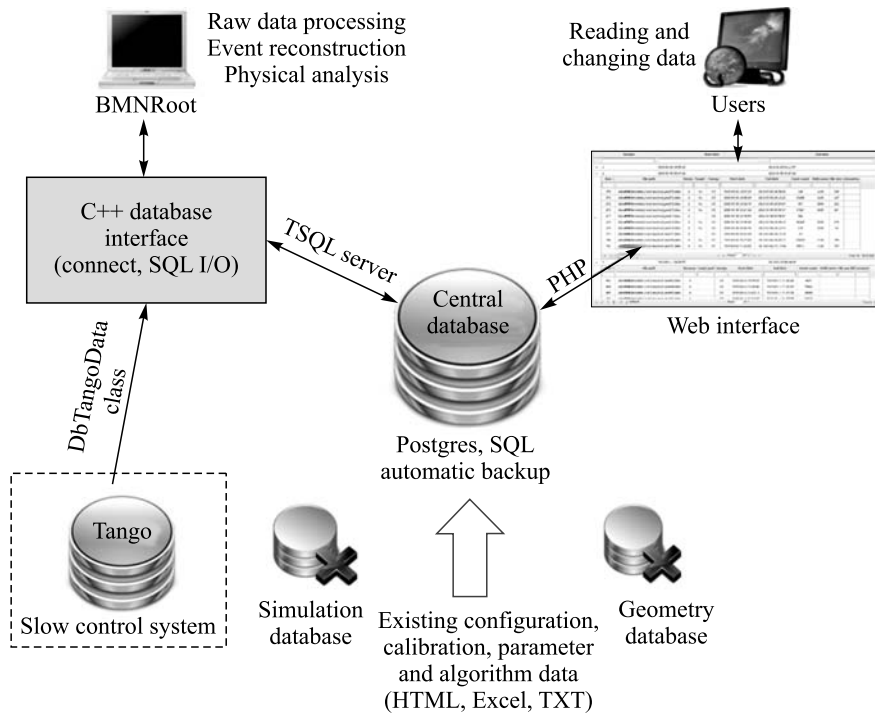 Raw data processing
Event reconstruction
Physical analysis
BMNRoot
Reading and
changing data
Users
C++ database
interface
(connect, SQL I/O)
TSQL server
PHP
Web interface
Central
database
Postgres, SQL
automatic backup
DbTangoData
class
Tango
Slow control system
Simulation
database
Existing configuration,
calibration, parameter
and algorithm data
(HTML, Excel, TXT)
Geometry
database